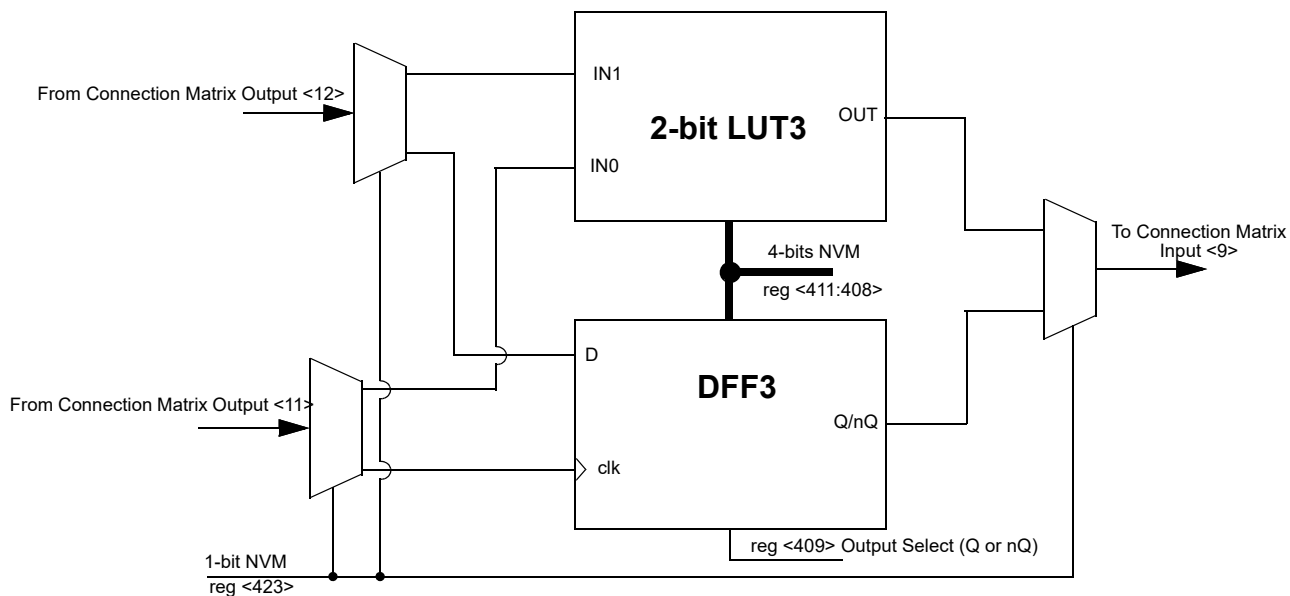 From Connection Matrix Output <12>
IN1
2-bit LUT3
OUT
IN0
To Connection Matrix
Input <9>
4-bits NVM
reg <411:408>
D
DFF3
From Connection Matrix Output <11>
Q/nQ
clk
reg <409> Output Select (Q or nQ)
1-bit NVM
reg <423>